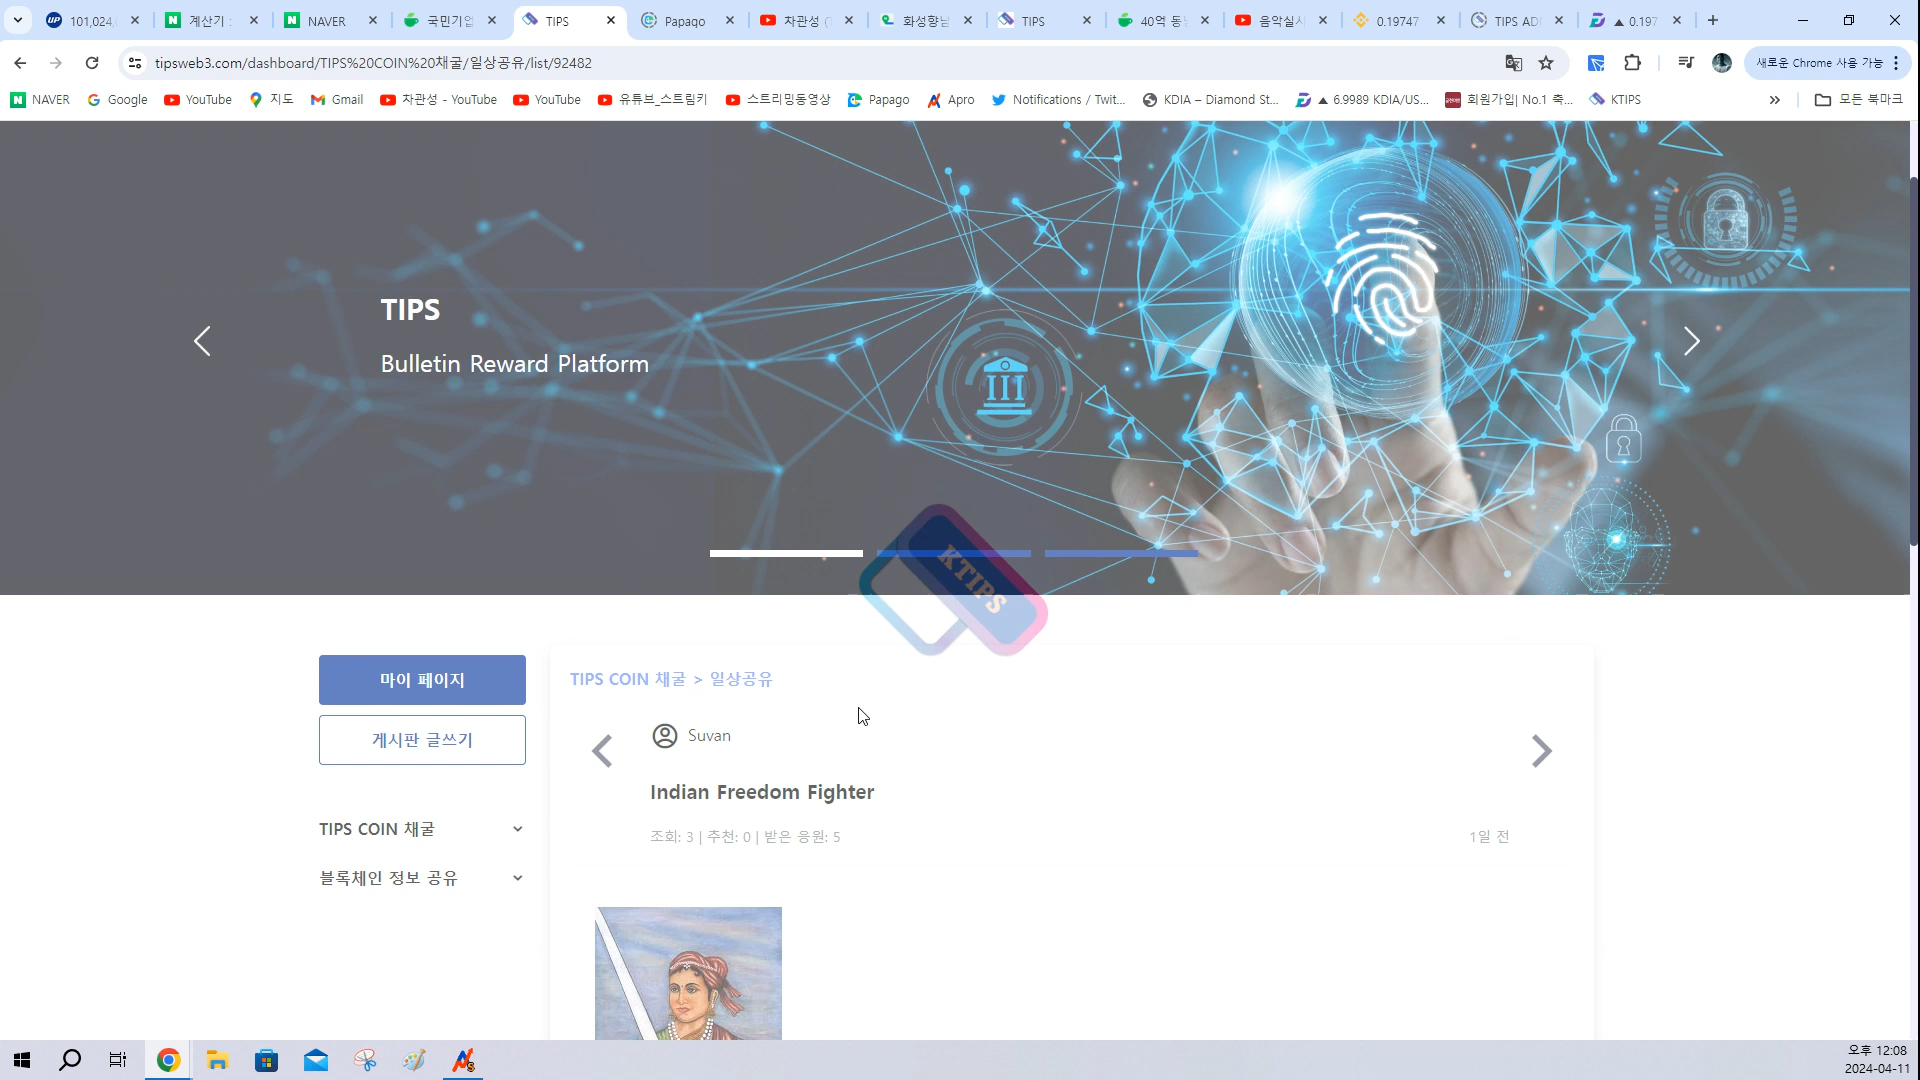 101,024.
계산기 :
NAVER
국민기업
TIPS
Papago
차관성 (T
화성향남
TIPS
40억 동
음악실시
0.19747
TIPS AD
▲ 0.197
tipsweb3.com/dashboard/TIPS%20COIN%20채굴/일상공유/list/92482
새로운 Chrome 사용 가능
NAVER
Google
YouTube
지도
Gmail
차관성 - YouTube
YouTube
유튜브_스트림키
스트리밍동영상
Papago
Apro
Notifications / Twit...
KDIA – Diamond St...
▲ 6.9989 KDIA/US...
회원가입| No.1 축...
KTIPS
모든 북마크
TIPS
Bulletin Reward Platform
KTIPS
마이 페이지
게시판 글쓰기
TIPS COIN 채굴
블록체인 정보 공유
TIPS COIN 채굴 > 일상공유
Suvan
Indian Freedom Fighter
조회: 3 | 추천: 0 | 받은 응원: 5
1일 전
오후 12:08
2024-04-11